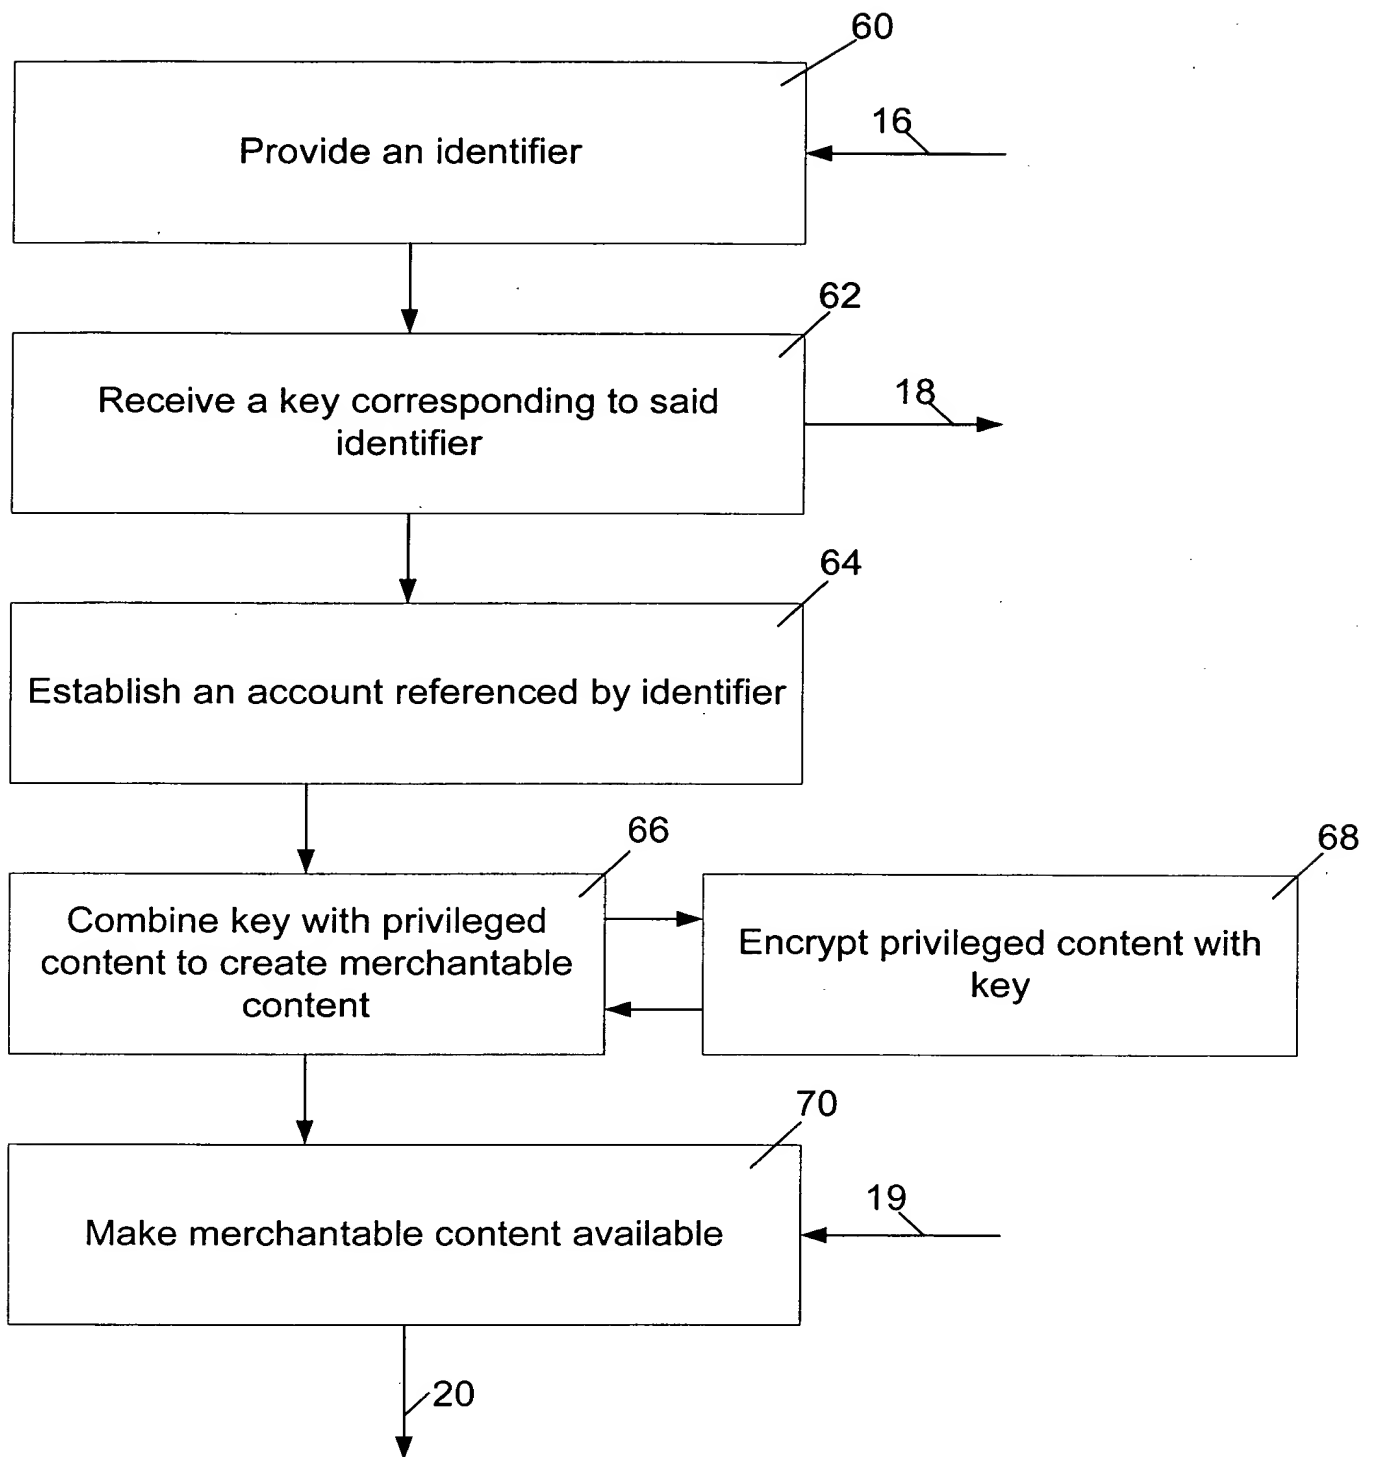 60
Provide an identifier
16
62
Receive a key corresponding to said
identifier
18
64
Establish an account referenced by identifier
66
Combine key with privileged
content to create merchantable
content
68
Encrypt privileged content with
key
70
Make merchantable content available
19
20